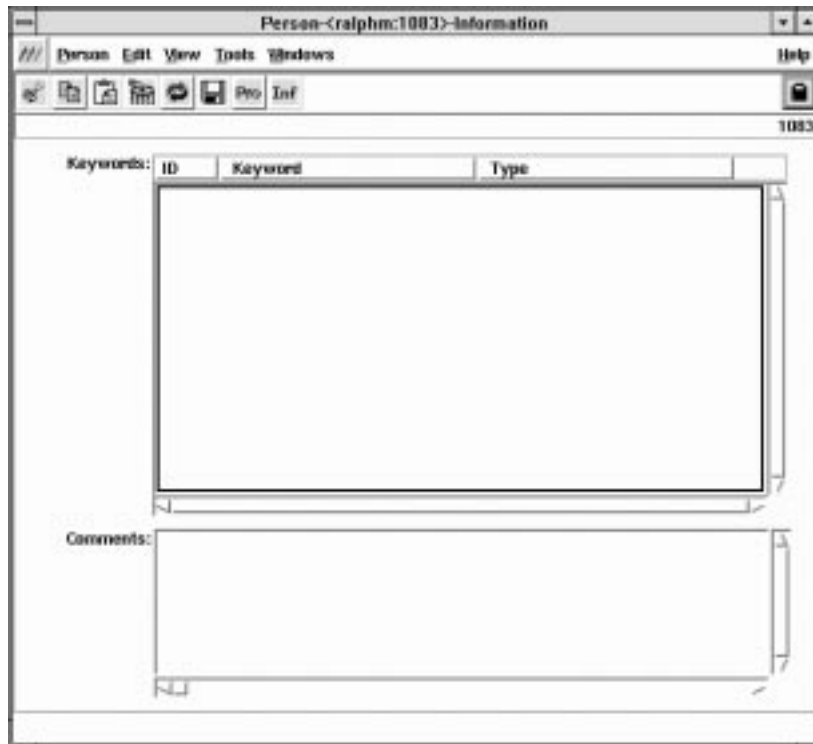 Person-<ralphm:1083>-Information
Person Edit View Tools Windows Help
Pro Inf
1083
Keywords: ID Keyword Type
Comments: